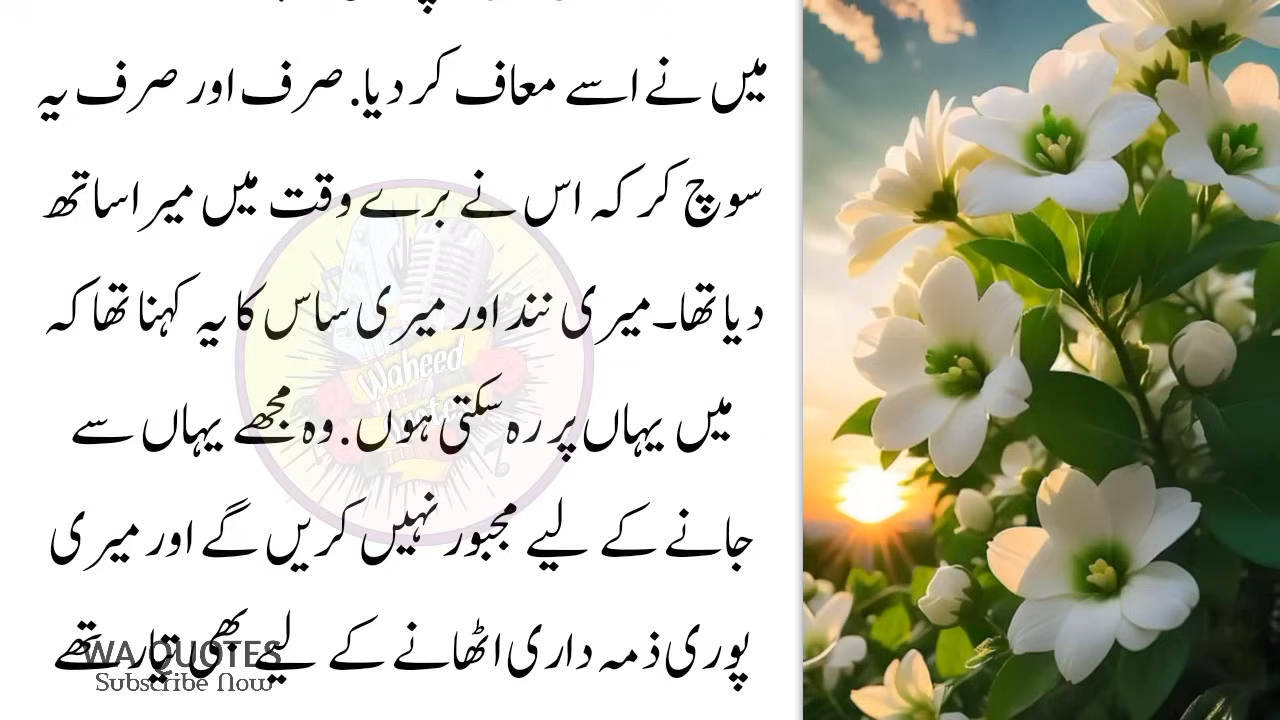 میں نے اسے معاف کر دیا. صرف اور صرف یہ
سوچ کر کہ اس نے برے وقت میں میرا ساتھ
دیا تھا۔ میری نند اور میری ساس کا یہ کہنا تھا کہ
میں یہاں پر رہ سکتی ہوں. وہ مجھے یہاں سے
جانے کے لیے مجبور نہیں کریں گے اور میری
پوری ذمہ داری اٹھانے کے لیے بھی تیار تھے
Waheed
WA QUOTES
Subscribe Now